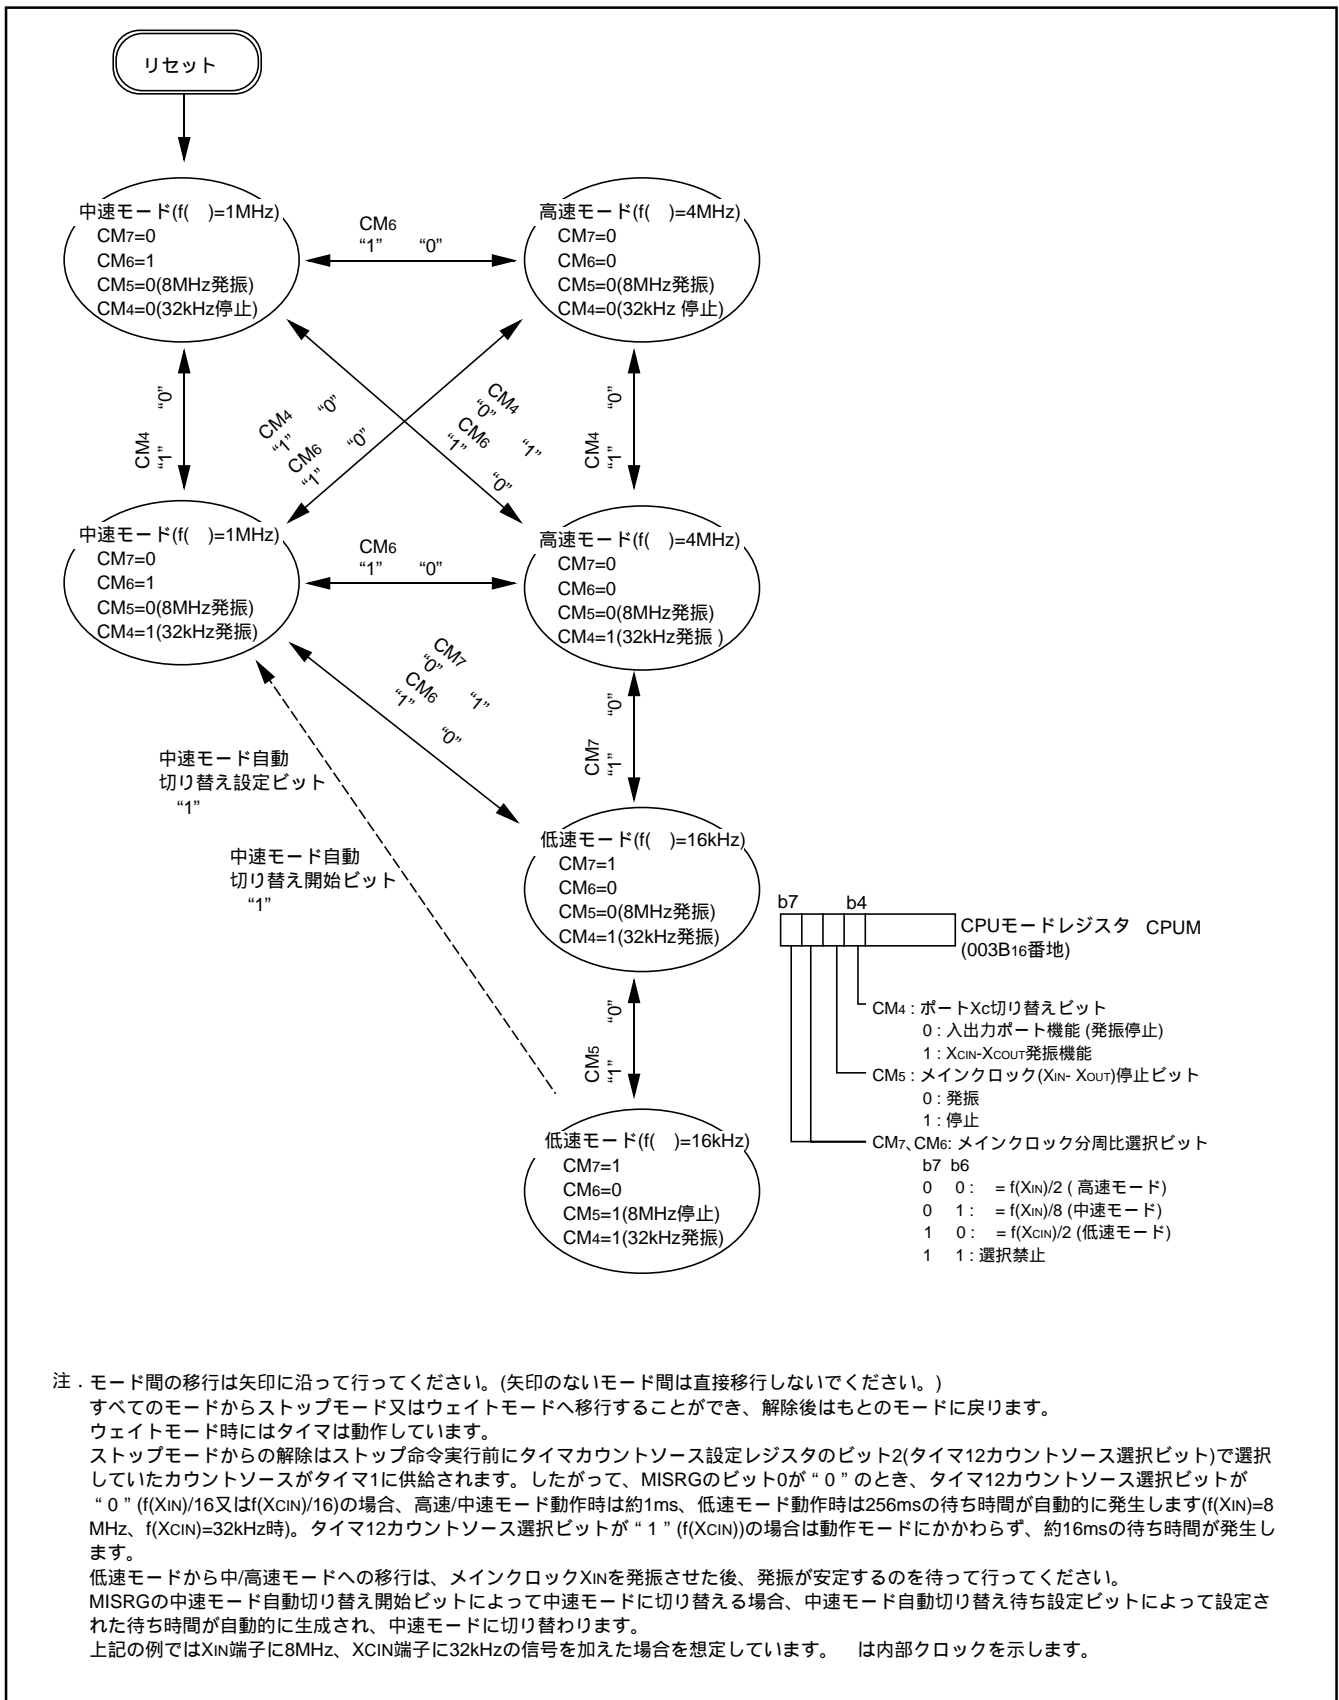 リセット
中速モード(f( )=1MHz)
CM7=0
CM6=1
CM5=0(8MHz発振)
CM4=0(32kHz停止)
CM6
“1” “0”
高速モード(f( )=4MHz)
CM7=0
CM6=0
CM5=0(8MHz発振)
CM4=0(32kHz 停止)
CM4
“1” “0”
CM4
“1” “0”
CM6
“1” “0”
CM4
“0” “1”
CM6
“1” “0”
CM4
“1” “0”
中速モード(f( )=1MHz)
CM7=0
CM6=1
CM5=0(8MHz発振)
CM4=1(32kHz発振)
CM6
“1” “0”
高速モード(f( )=4MHz)
CM7=0
CM6=0
CM5=0(8MHz発振)
CM4=1(32kHz発振 )
CM7
“0” “1”
CM6
“1” “0”
CM7
“1” “0”
中速モード自動
切り替え設定ビット
“1”
中速モード自動
切り替え開始ビット
“1”
低速モード(f( )=16kHz)
CM7=1
CM6=0
CM5=0(8MHz発振)
CM4=1(32kHz発振)
CM5
“1” “0”
低速モード(f( )=16kHz)
CM7=1
CM6=0
CM5=1(8MHz停止)
CM4=1(32kHz発振)
b7 b4
CPUモードレジスタ CPUM
(003B16番地)
CM4 : ポートXc切り替えビット
0 : 入出力ポート機能 (発振停止)
1 : XCIN-XCOUT発振機能
CM5 : メインクロック(XIN- XOUT)停止ビット
0 : 発振
1 : 停止
CM7、CM6: メインクロック分周比選択ビット
b7 b6
0 0 : = f(XIN)/2 ( 高速モード)
0 1 : = f(XIN)/8 (中速モード)
1 0 : = f(XCIN)/2 (低速モード)
1 1 : 選択禁止
注．モード間の移行は矢印に沿って行ってください。(矢印のないモード間は直接移行しないでください。)
すべてのモードからストップモード又はウェイトモードへ移行することができ、解除後はもとのモードに戻ります。
ウェイトモード時にはタイマは動作しています。
ストップモードからの解除はストップ命令実行前にタイマカウントソース設定レジスタのビット2(タイマ12カウントソース選択ビット)で選択
していたカウントソースがタイマ1に供給されます。したがって、MISRGのビット0が“ 0 ”のとき、タイマ12カウントソース選択ビットが
“ 0 ”(f(XIN)/16又はf(XCIN)/16)の場合、高速/中速モード動作時は約1ms、低速モード動作時は256msの待ち時間が自動的に発生します(f(XIN)=8
MHz、f(XCIN)=32kHz時)。タイマ12カウントソース選択ビットが“ 1 ”(f(XCIN))の場合は動作モードにかかわらず、約16msの待ち時間が発生し
ます。
低速モードから中/高速モードへの移行は、メインクロックXINを発振させた後、発振が安定するのを待って行ってください。
MISRGの中速モード自動切り替え開始ビットによって中速モードに切り替える場合、中速モード自動切り替え待ち設定ビットによって設定さ
れた待ち時間が自動的に生成され、中速モードに切り替わります。
上記の例ではXIN端子に8MHz、XCIN端子に32kHzの信号を加えた場合を想定しています。 は内部クロックを示します。